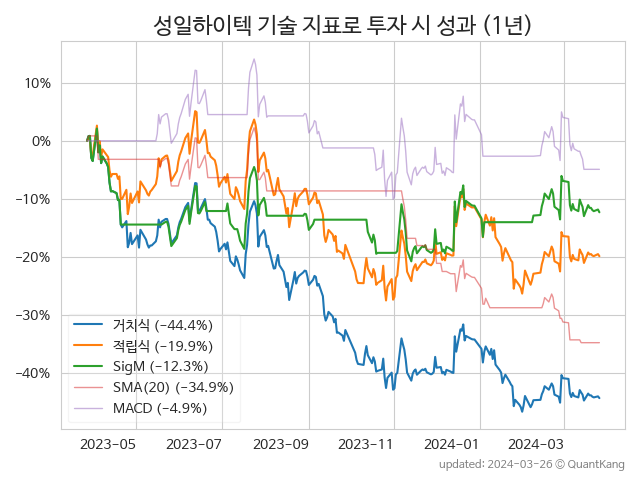 성일하이텍 기술 지표로 투자 시 성과 (1년)
10%
0%
−10%
−20%
−30%
−40%
거치식 (−44.4%)
적립식 (−19.9%)
SigM (−12.3%)
SMA(20) (−34.9%)
MACD (−4.9%)
2023-05 2023-07 2023-09 2023-11 2024-01 2024-03
updated: 2024-03-26 © QuantKang